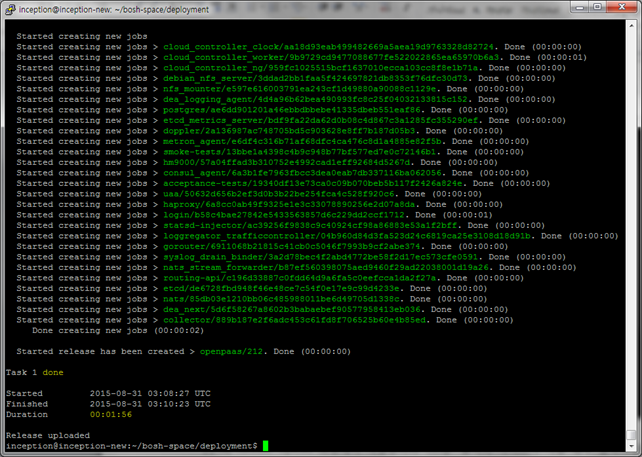 inception@inception-new: ~/bosh-space/deployment
Started creating new jobs
Started creating new jobs > cloud_controller_clock/aa18d93eab499482669a5aea19d9763328d82724. Done (00:00:00)
Started creating new jobs > cloud_controller_worker/9b9729cd9477088677fe522022865ea65970b6a3. Done (00:00:01)
Started creating new jobs > cloud_controller_ng/959fc1025515bcf1637010ecca103cc8f8e1b71a. Done (00:00:00)
Started creating new jobs > debian_nfs_server/3ddad2bb1faa5f424697821db8353f76dfc30d73. Done (00:00:00)
Started creating new jobs > nfs_mounter/e597e616003791ea243cf1d49880a90088c1129e. Done (00:00:00)
Started creating new jobs > dea_logging_agent/4d4a96b62bea490993fc8c25f04032133815c152. Done (00:00:00)
Started creating new jobs > postgres/ae6dd901201a46ebbdbbebe41335dbeb551eaf86. Done (00:00:00)
Started creating new jobs > etcd_metrics_server/bdf9fa22da62d0b08c4d867c3a1285fc355290ef. Done (00:00:00)
Started creating new jobs > doppler/2a136987ac748705bd5c903628e8ff7b187d05b3. Done (00:00:00)
Started creating new jobs > metron_agent/e6df4c316b71af68dfc4ca476c8d1a4885e82f5b. Done (00:00:00)
Started creating new jobs > smoke-tests/13bbe1a4398c4b9c948b77bf577ed7e0c72146b1. Done (00:00:00)
Started creating new jobs > hm9000/57a04ffad3b310752e4992cad1eff92684d5267d. Done (00:00:00)
Started creating new jobs > consul_agent/6a3b1fe7963fbcc3dea0eab7db337116ba062056. Done (00:00:00)
Started creating new jobs > acceptance-tests/19340df13e73ca0c09b070beb5b117f2426a824e. Done (00:00:00)
Started creating new jobs > uaa/50632d656b2ef3d0b3b22be254fca4c528f920c6. Done (00:00:00)
Started creating new jobs > haproxy/6a8cc0ab49f9325e1e3c33078890256e2d07a8da. Done (00:00:00)
Started creating new jobs > login/b58c4bae27842e5433563857d6c229dd2ccf1712. Done (00:00:01)
Started creating new jobs > statsd-injector/ac39256f9838c9c40924cf98a96883e53a1f2bff. Done (00:00:00)
Started creating new jobs > loggregator_trafficcontroller/04b960d84d3fa523d24c6819ca25e3108d18d91b. Done (00:00:00)
Started creating new jobs > gorouter/6911068b21815c41cb0c5046f7993b9cf2abe374. Done (00:00:00)
Started creating new jobs > syslog_drain_binder/3a2d78bec4f2abd4772be58f2d17ec573cfe0591. Done (00:00:00)
Started creating new jobs > nats_stream_forwarder/b87ef560398075aed9460f29ad22038001d19a26. Done (00:00:00)
Started creating new jobs > routing-api/c196d33887c0fdd64d9a6fa5e0eefcca1da2f27a. Done (00:00:00)
Started creating new jobs > etcd/de6728fbd948f46e48ce7c54f0e17e9c99d4233e. Done (00:00:00)
Started creating new jobs > nats/85db03e1210bb06c485988011be6d49705d1338c. Done (00:00:00)
Started creating new jobs > dea_next/5d6f58267a8602b3babaebef90577958413eb036. Done (00:00:00)
Started creating new jobs > collector/889b187e2f6adc453c61fd8f706525b60e4b85ed. Done (00:00:00)
Done creating new jobs (00:00:02)
Started release has been created > openpaas/212. Done (00:00:00)
Task 1 done
Started 2015-08-31 03:08:27 UTC
Finished 2015-08-31 03:10:23 UTC
Duration 00:01:56
Release uploaded
inception@inception-new:~/bosh-space/deployment$